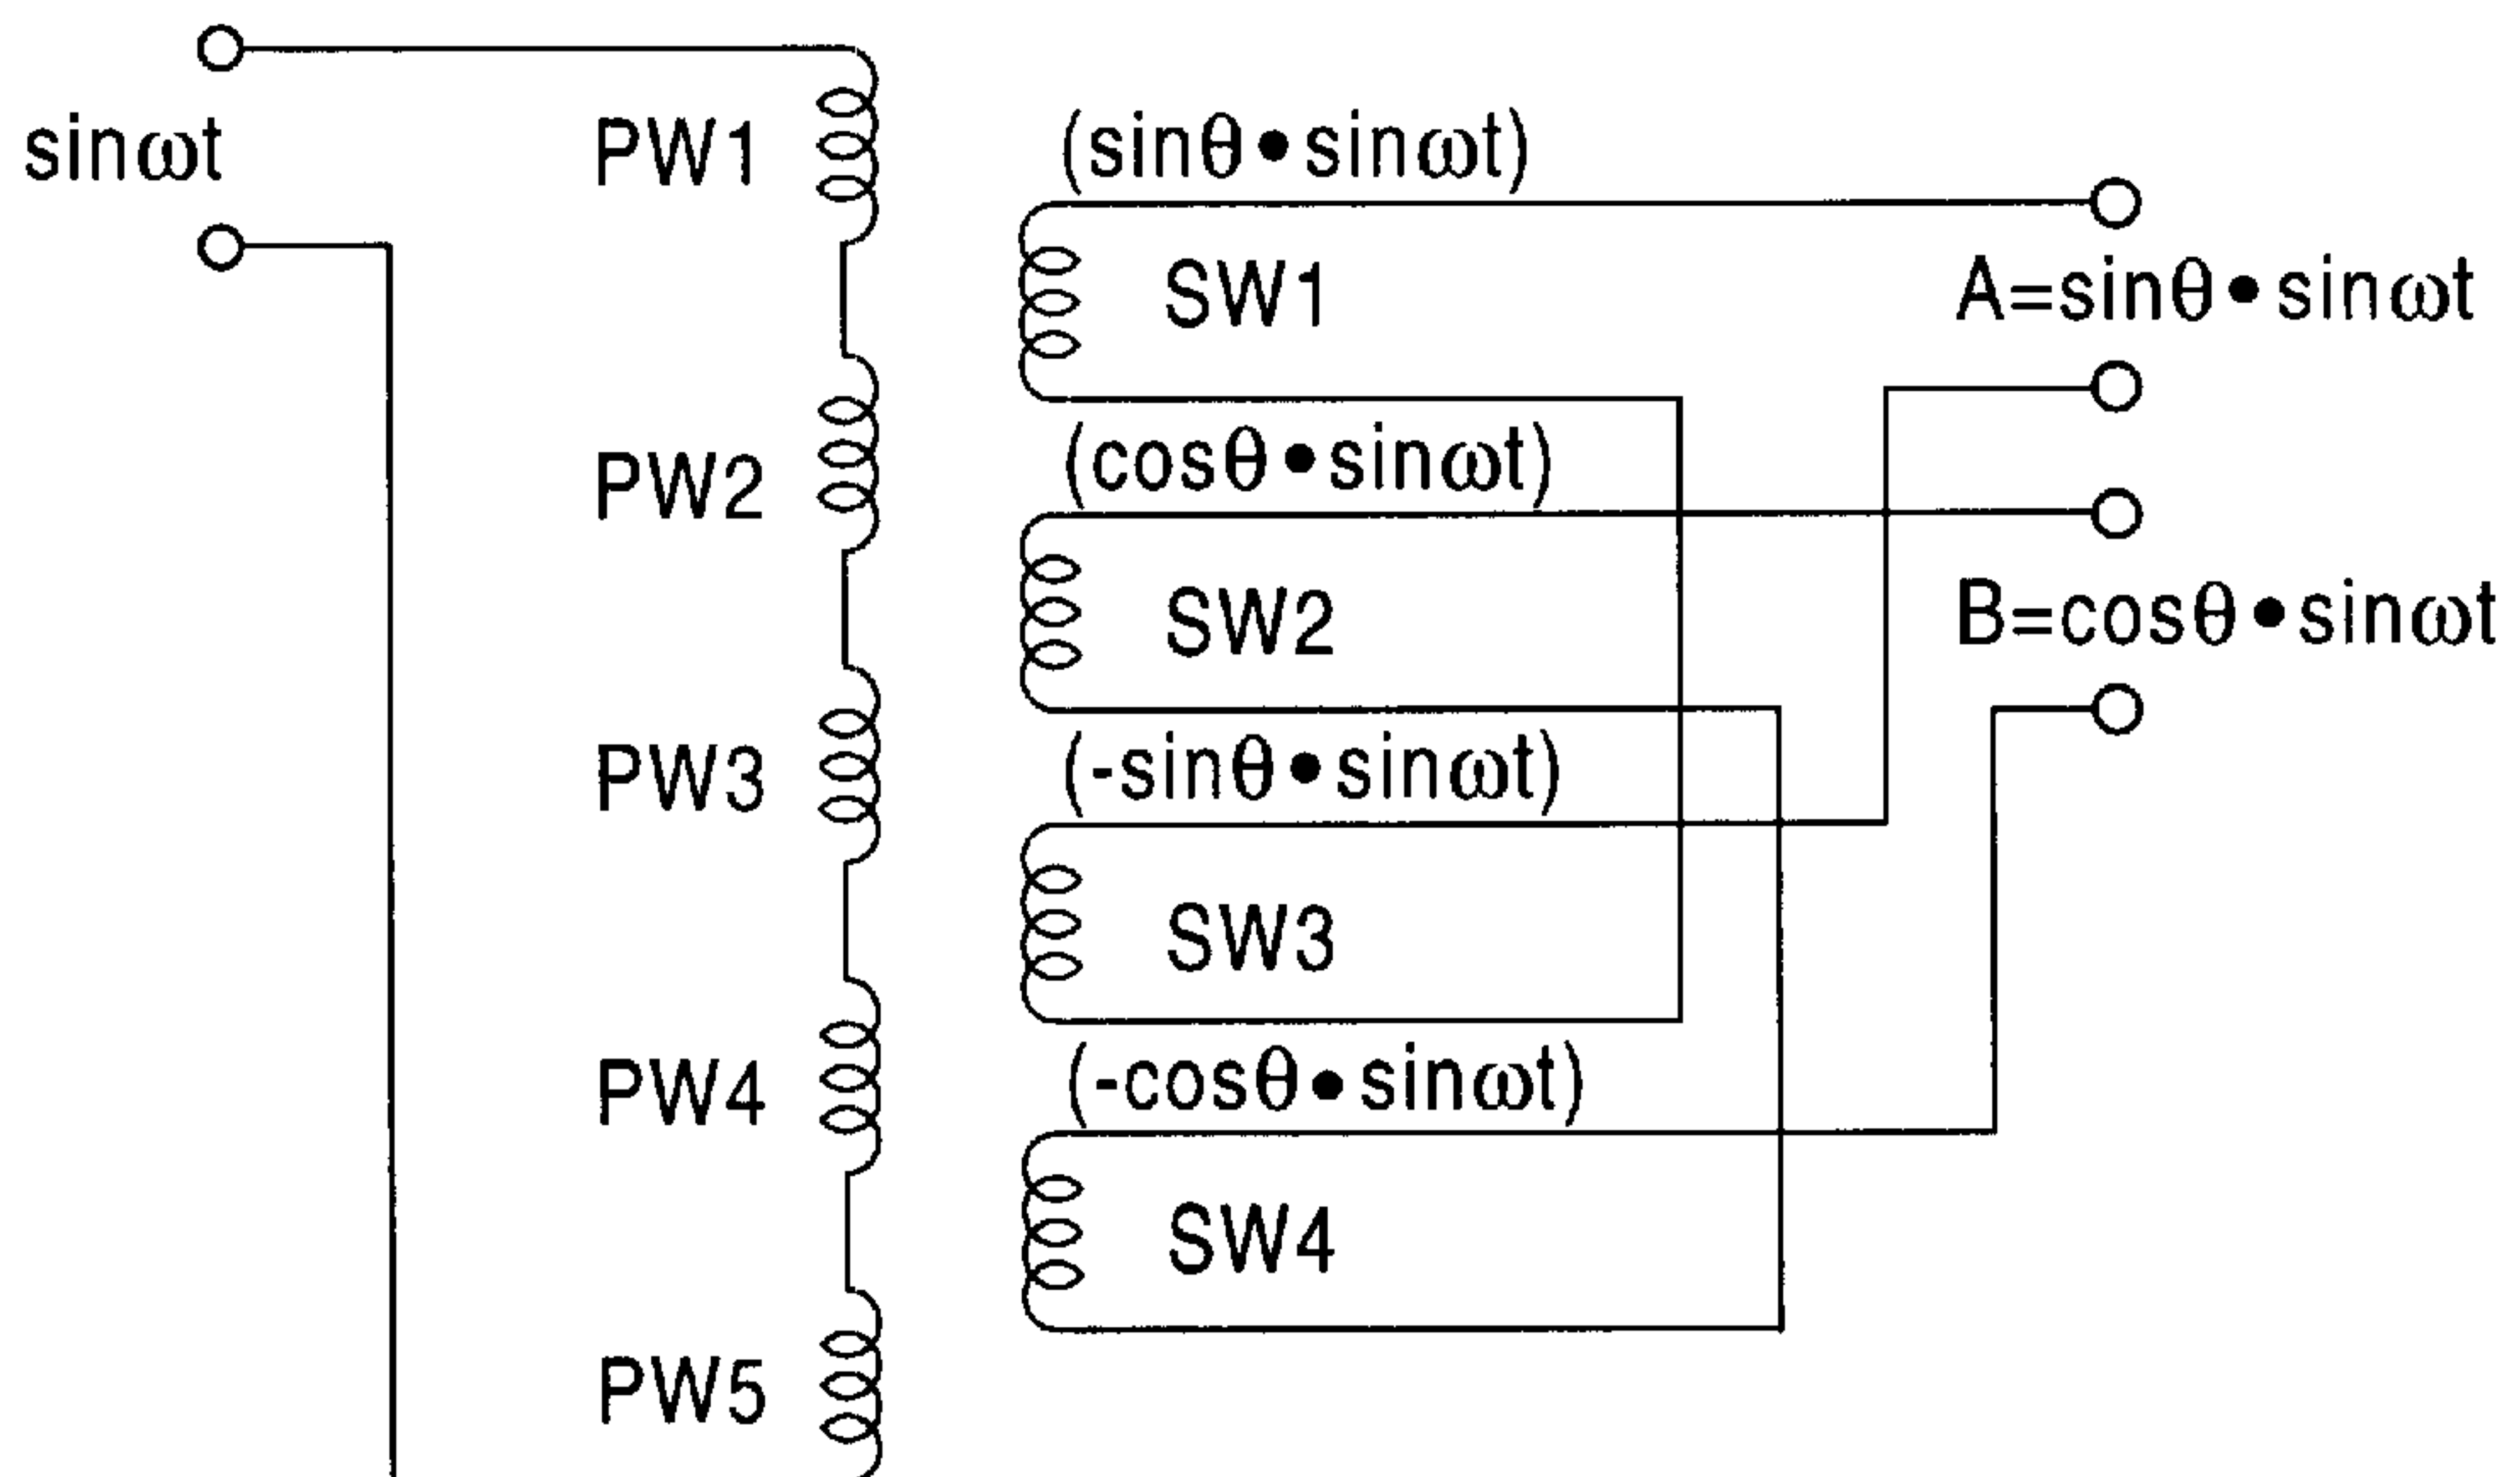 sinωt
PW1
(sinθ•sinωt)
SW1
A=sinθ•sinωt
PW2
(cosθ•sinωt)
SW2
B=cosθ•sinωt
PW3
(-sinθ•sinωt)
SW3
PW4
(-cosθ•sinωt)
SW4
PW5